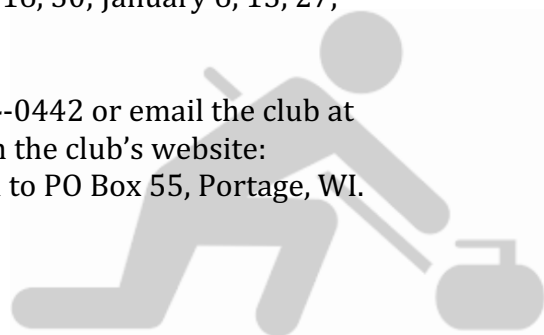 30, January 6, 13, 27,
-0442 or email the club at
the club’s website:
to PO Box 55, Portage, WI.